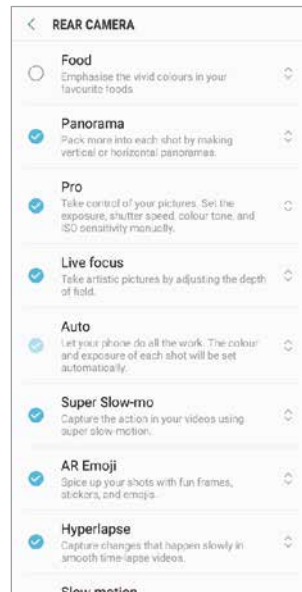 REAR CAMERA
Food
Emphasise the vivid colours in your
favourite foods
Panorama
Pack more into each shot by making
vertical or horizontal panoramas.
Pro
Take control of your pictures. Set the
exposure, shutter speed, colour tone, and
ISO sensitivity manually.
Live focus
Take artistic pictures by adjusting the depth
of field.
Auto
Let your phone do all the work. The colour
and exposure of each shot will be set
automatically.
Super Slow-mo
Capture the action in your videos using
super slow-motion.
AR Emoji
Spice up your shots with fun frames,
stickers, and emojis.
Hyperlapse
Capture changes that happen slowly in
smooth time-lapse videos.
Slow motion